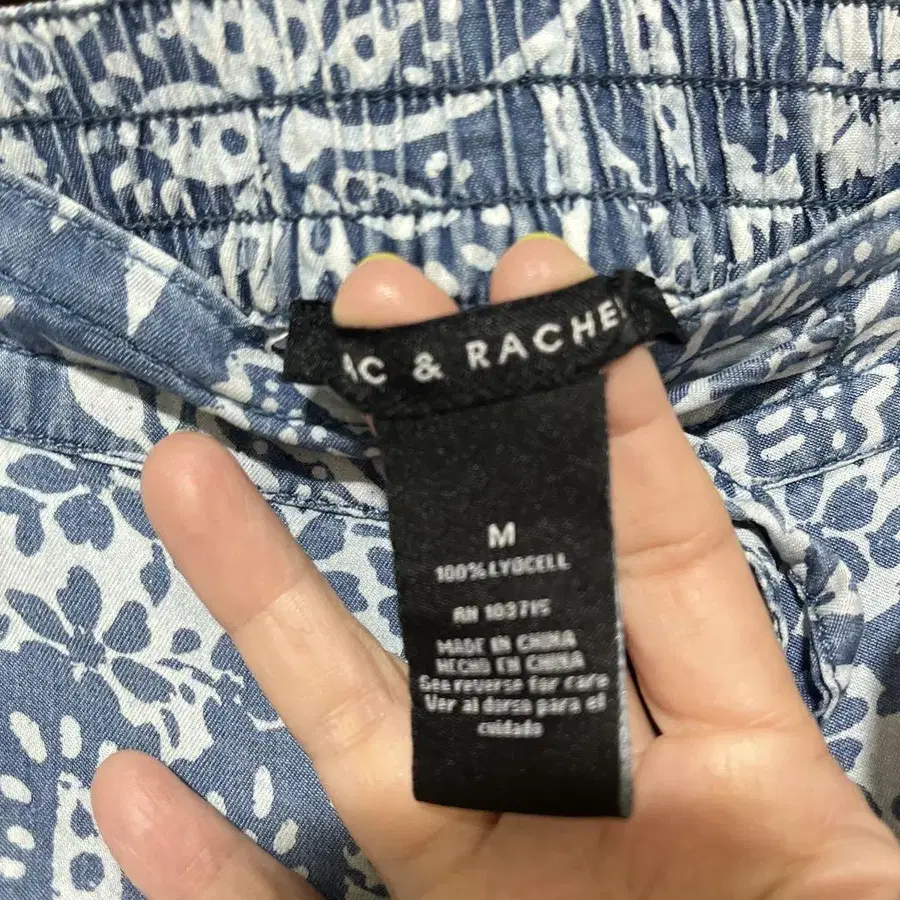 AC & RACHEL
M
100% LYOCELL
RN 103715
MADE IN CHINA
HECHO EN CHINA
See reverse for care
Ver al dorso para el
cuidado